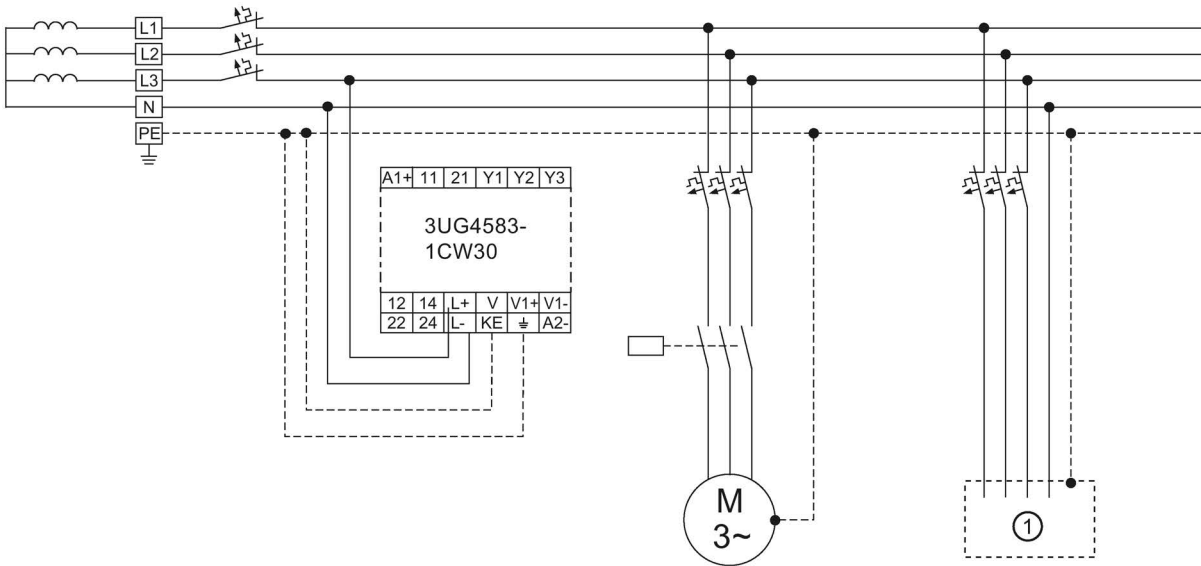 L1
L2
L3
N
PE
A1+ 11 21 Y1 Y2 Y3
3UG4583-
1CW30
12 14 L+ V V1+ V1-
22 24 L- KE ⏚ A2-
M
3~
①